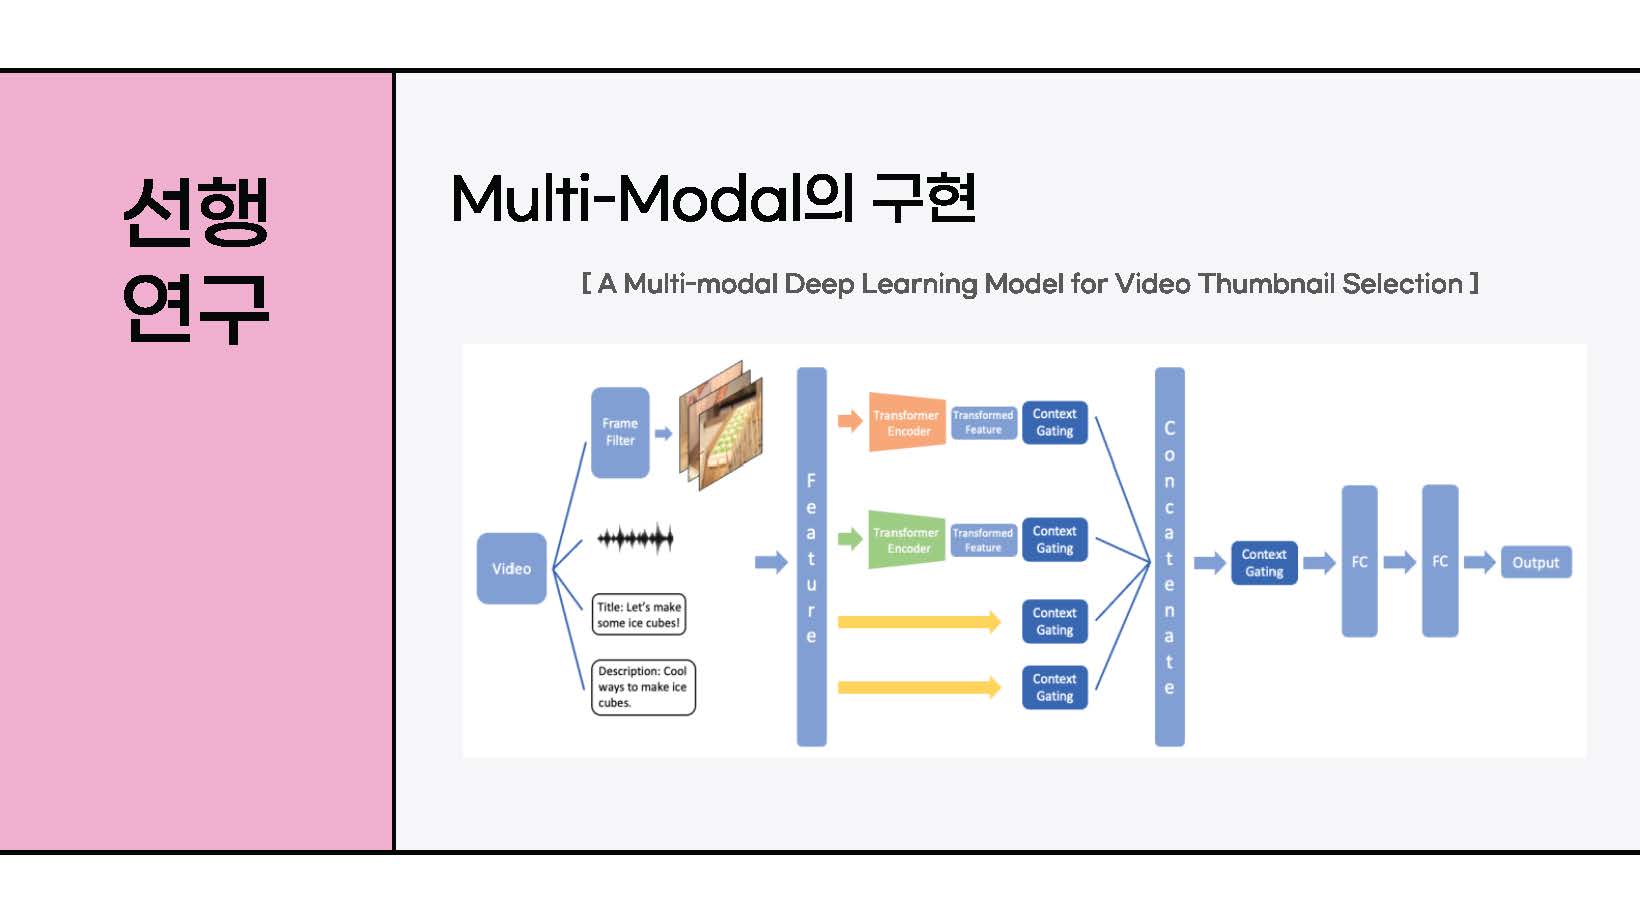 선행
연구
Multi-Modal의 구현
[ A Multi-modal Deep Learning Model for Video Thumbnail Selection ]
Video
Frame
Filter
Title: Let's make
some ice cubes!
Description: Cool
ways to make ice
cubes.
Feature
Transformer
Encoder
Transformed
Feature
Context
Gating
Transformer
Encoder
Transformed
Feature
Context
Gating
Context
Gating
Context
Gating
Concatenate
Context
Gating
FC
FC
Output